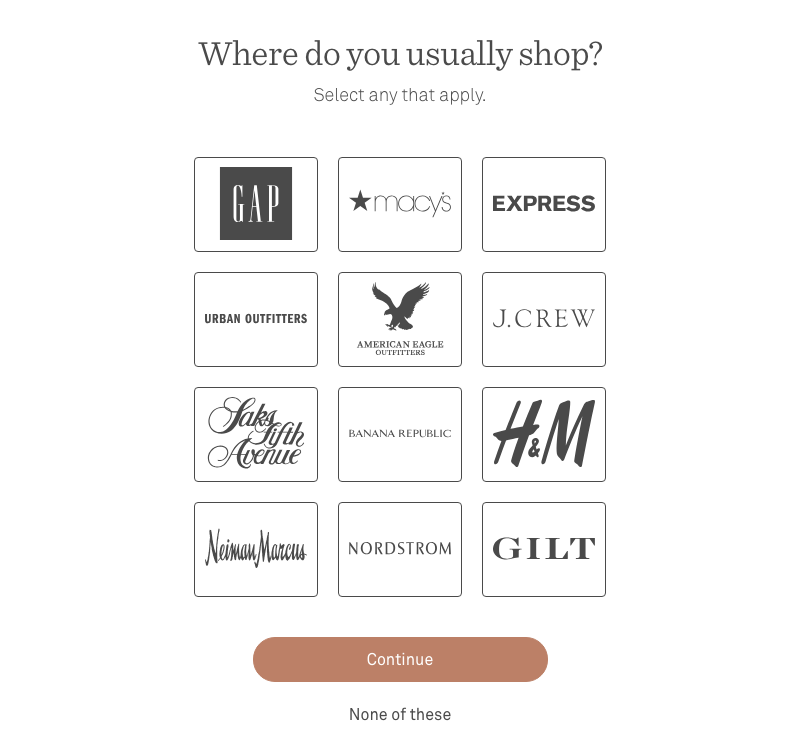 Where do you usually shop?
Select any that apply.
GAP
macy's
EXPRESS
URBAN OUTFITTERS
AMERICAN EAGLE
OUTFITTERS
J.CREW
Saks
Fifth
Avenue
BANANA REPUBLIC
H&M
Neiman Marcus
NORDSTROM
GILT
Continue
None of these